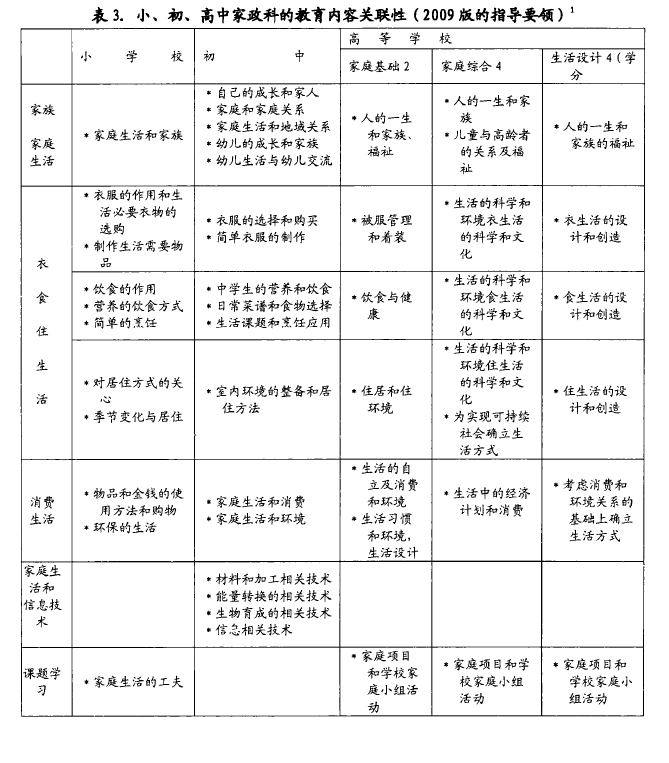 表 3. 小、初、高中家政科的教育内容关联性（2009 版的指导要领）1
小 学 校
初 中
高 等 学 校
家庭基础 2
家庭综合 4
生活设计 4（学
分
家族
家庭
生活
* 家庭生活和家族
* 自己的成长和家人
* 家庭和家庭关系
* 家庭生活和地域关系
* 幼儿的成长和家族
* 幼儿生活与幼儿交流
* 人的一生
和家族、
福祉
* 人的一生和家
族
* 儿童与高龄者
的关系及福
祉
* 人的一生和
家族的福祉
衣
食
住
生
活
* 衣服的作用和生
活必要衣物的
选购
* 制作生活需要物
品
* 衣服的选择和购买
* 简单衣服的制作
* 被服管理
和着装
* 生活的科学和
环境衣生活
的科学和文
化
* 衣生活的设
计和创造
* 饮食的作用
* 营养的饮食方式
* 简单的烹饪
* 中学生的营养和饮食
* 日常菜谱和食物选择
* 生活课题和烹饪应用
* 饮食与健
康
* 生活的科学和
环境食生活
的科学和文
化
* 食生活的设
计和创造
* 对居住方式的关
心
* 季节变化与居住
* 室内环境的整备和居
住方法
* 住居和住
环境
* 生活的科学和
环境住生活
的科学和文
化
* 为实现可持续
社会确立生
活方式
* 住生活的设
计和创造
消费
生活
* 物品和金钱的使
用方法和购物
* 环保的生活
* 家庭生活和消费
* 家庭生活和环境
* 生活的自
立及消费
和环境
* 生活习惯
和环境，
生活设计
* 生活中的经济
计划和消费
* 考虑消费和
环境关系的
基础上确立
生活方式
家庭生
活和
信息技
术
* 材料和加工相关技术
* 能量转换的相关技术
* 生物育成的相关技术
* 信息相关技术
课题学
习
* 家庭生活的工夫
* 家庭项目
和学校家
庭小组活
动
* 家庭项目和学
校家庭小组
活动
* 家庭项目和
学校家庭小
组活动